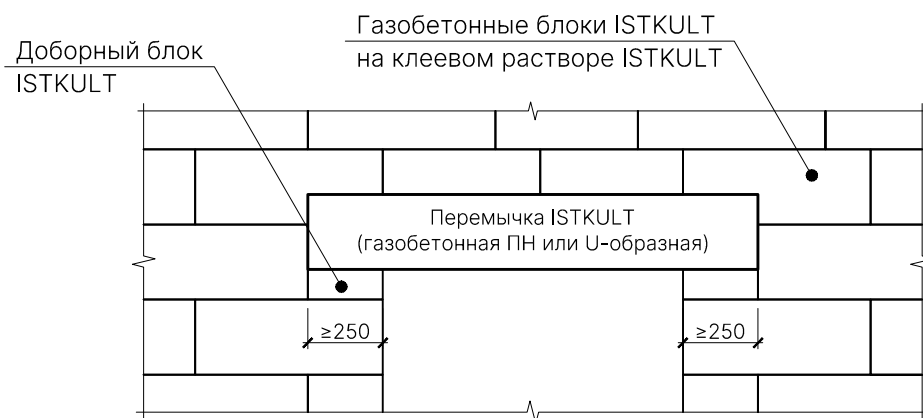 Доборный блок
ISTKULT
Газобетонные блоки ISTKULT
на клеевом растворе ISTKULT
Перемычка ISTKULT
(газобетонная ПН или U-образная)
≥250
≥250